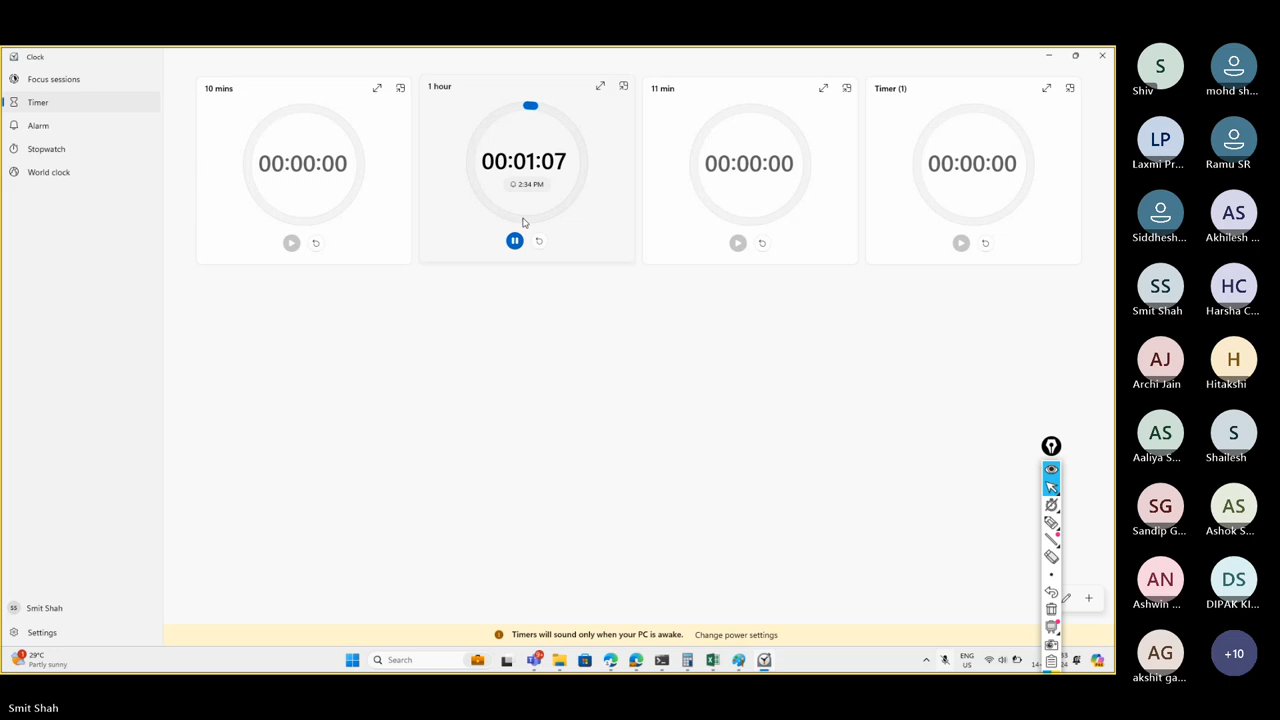 Clock
Focus sessions
Timer
Alarm
Stopwatch
World clock
10 mins
00:00:00
1 hour
00:01:07
2:34 PM
11 min
00:00:00
Timer (1)
00:00:00
SS Smit Shah
Settings
Timers will sound only when your PC is awake. Change power settings
29°C
Partly sunny
Search
ENG
US
S
Shiv
mohd sh...
LP
Laxmi Pr...
Ramu SR
Siddhesh...
AS
Akhilesh ...
SS
Smit Shah
HC
Harsha C...
AJ
Archi Jain
H
Hitakshi
AS
Aaliya S...
S
Shailesh
SG
Sandip G...
AS
Ashok S...
AN
Ashwin ...
DS
DIPAK KI...
AG
akshit ga...
+10
Smit Shah